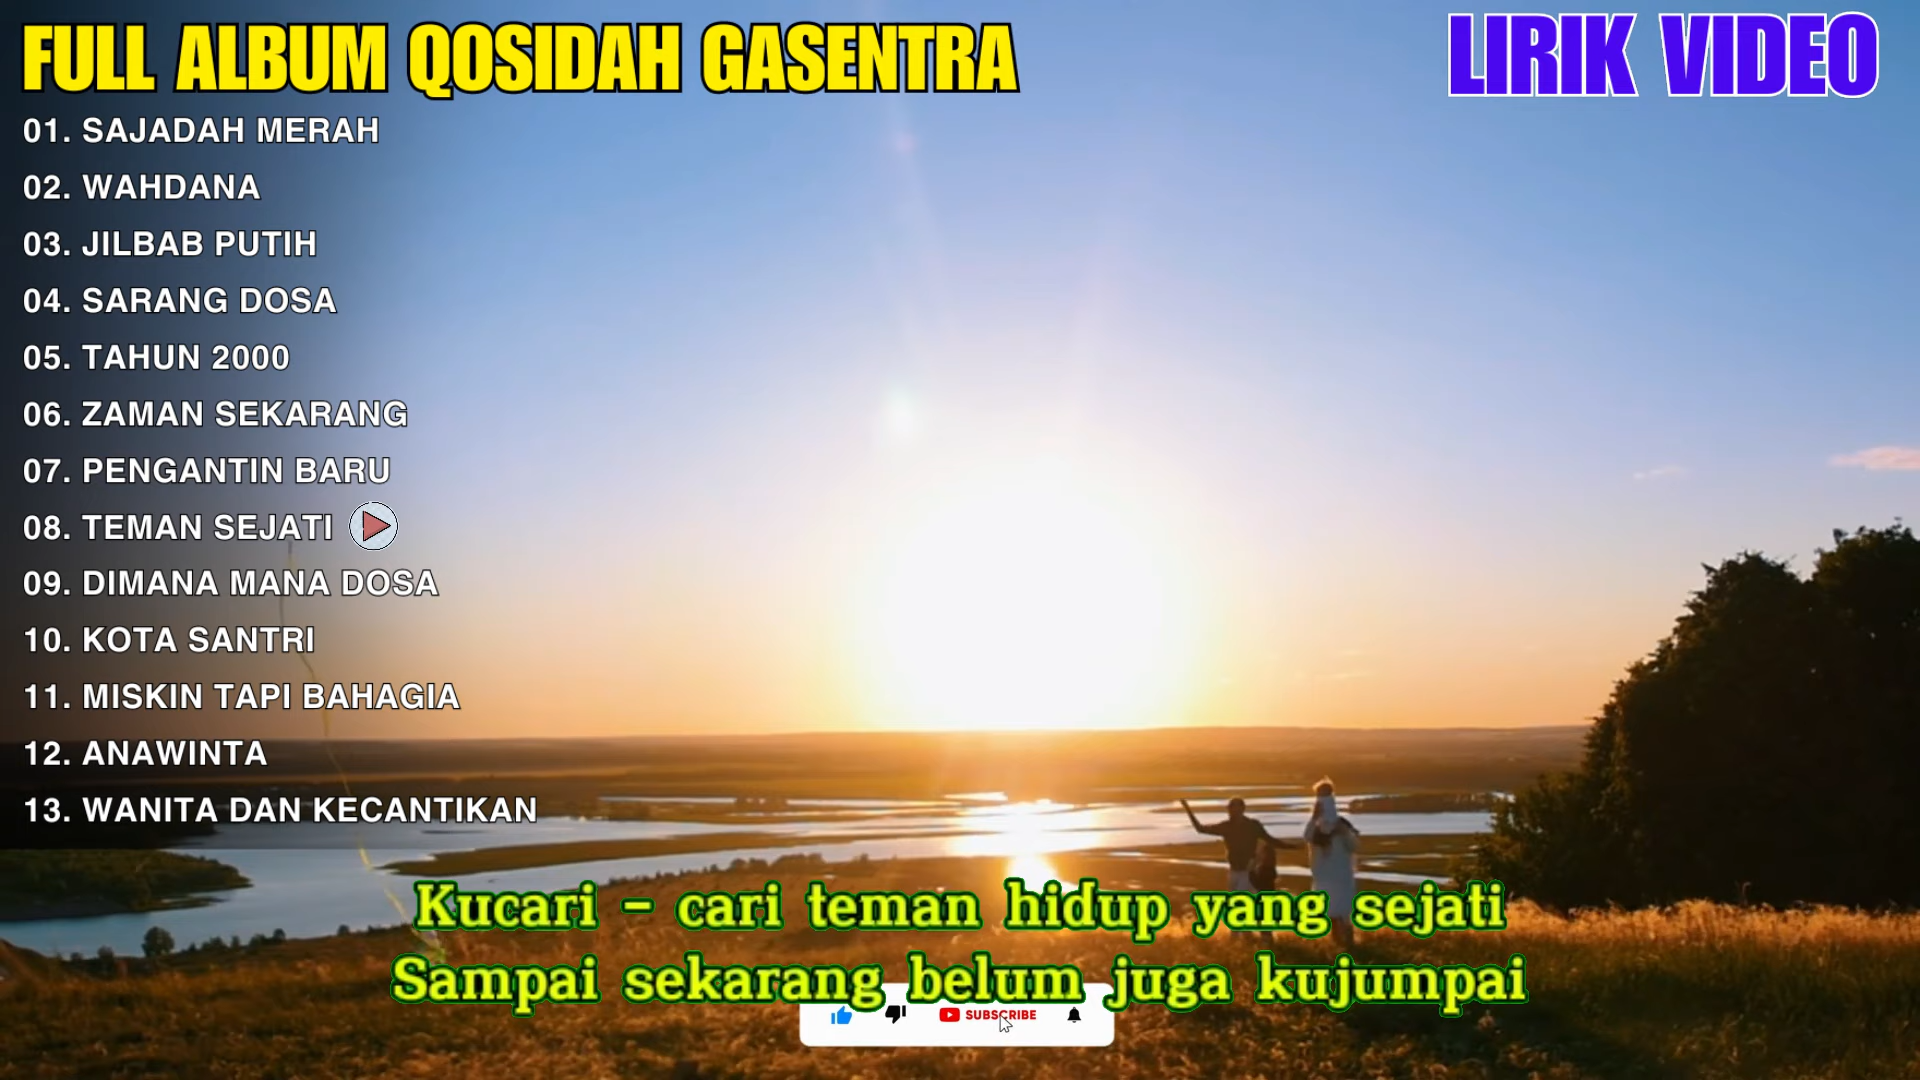 FULL ALBUM QOSIDAH GASENTRA
LIRIK VIDEO
01. SAJADAH MERAH
02. WAHDANA
03. JILBAB PUTIH
04. SARANG DOSA
05. TAHUN 2000
06. ZAMAN SEKARANG
07. PENGANTIN BARU
08. TEMAN SEJATI
09. DIMANA MANA DOSA
10. KOTA SANTRI
11. MISKIN TAPI BAHAGIA
12. ANAWINTA
13. WANITA DAN KECANTIKAN
Kucari - cari teman hidup yang sejati
Sampai sekarang belum juga kujumpai
SUBSCRIBE